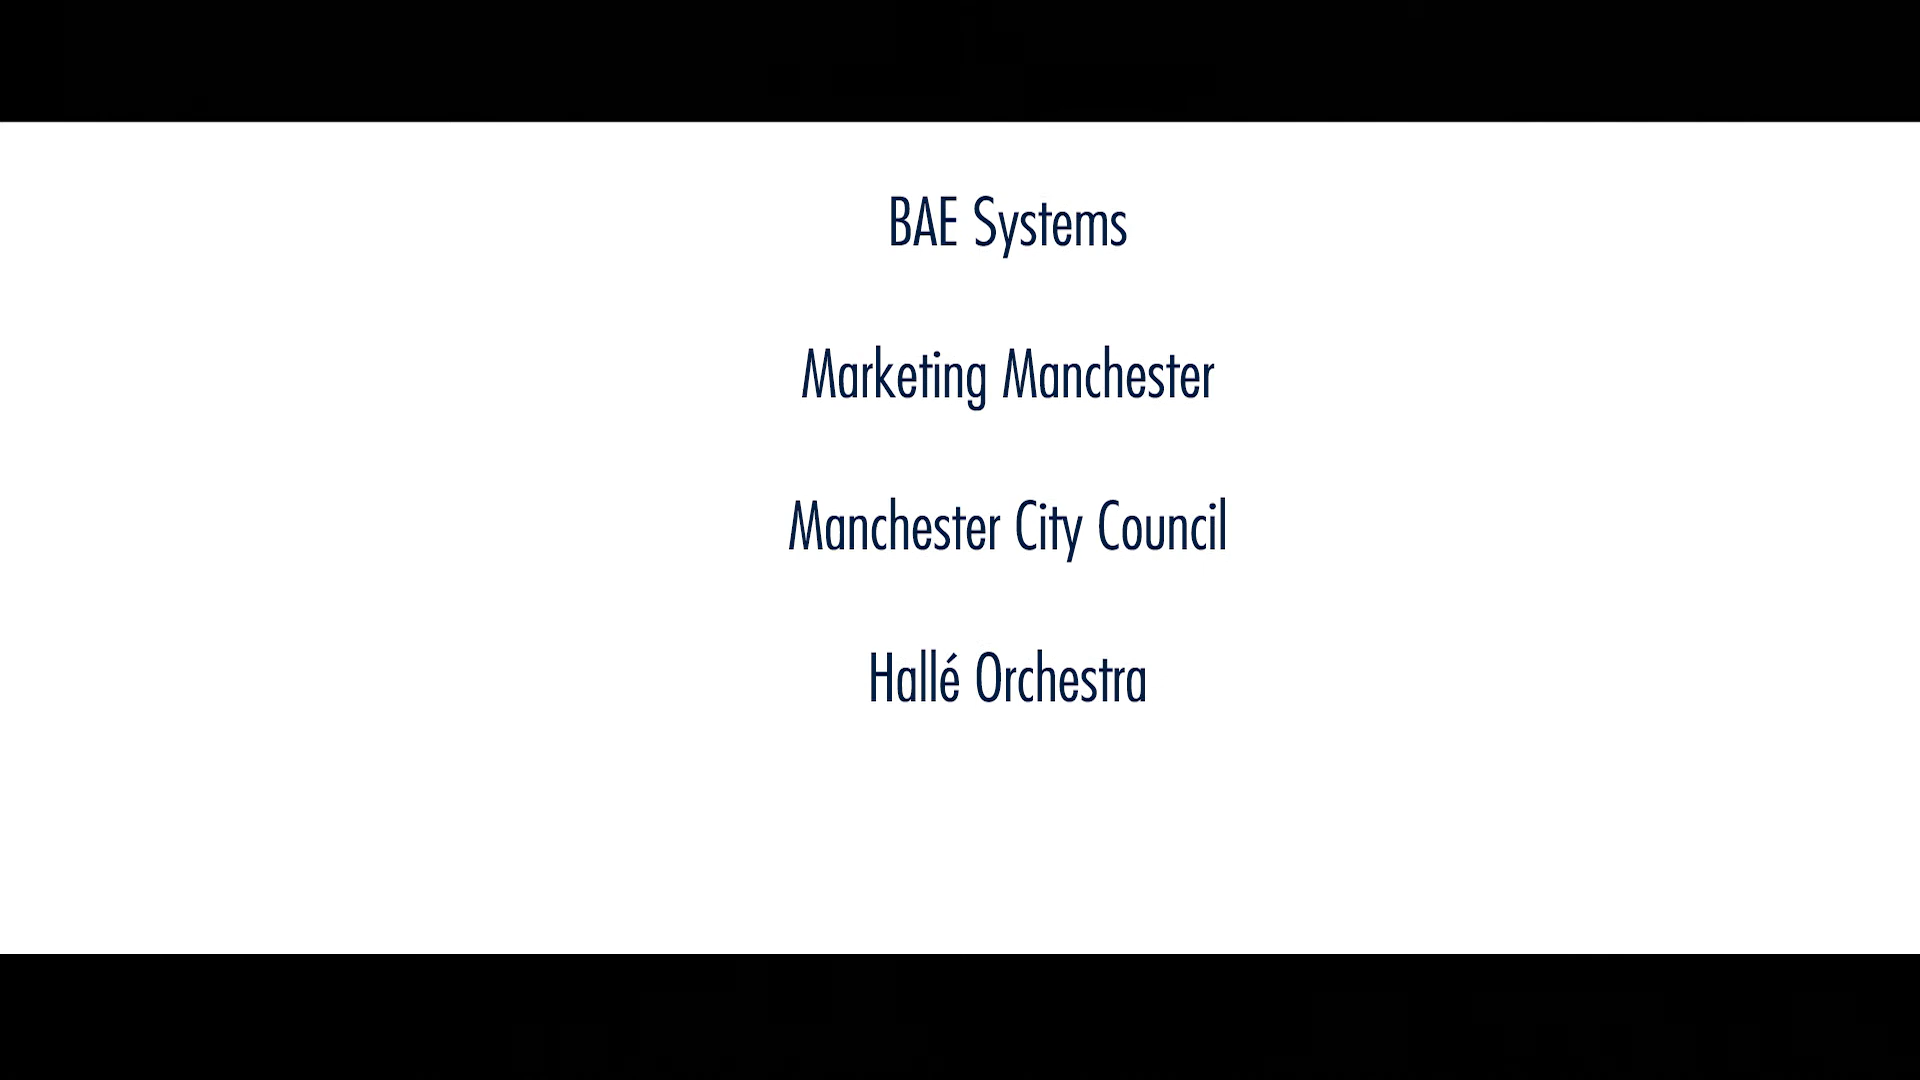 BAE Systems
Marketing Manchester
Manchester City Council
Hallé Orchestra